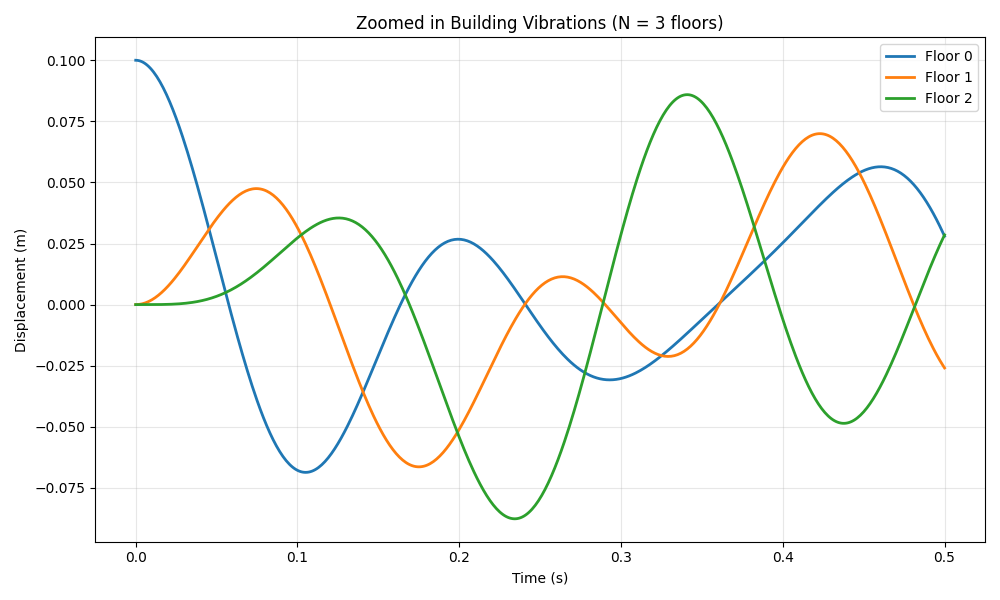 Zoomed in Building Vibrations (N = 3 floors)
Floor 0
Floor 1
Floor 2
Displacement (m)
0.100
0.075
0.050
0.025
0.000
−0.025
−0.050
−0.075
0.0
0.1
0.2
0.3
0.4
0.5
Time (s)